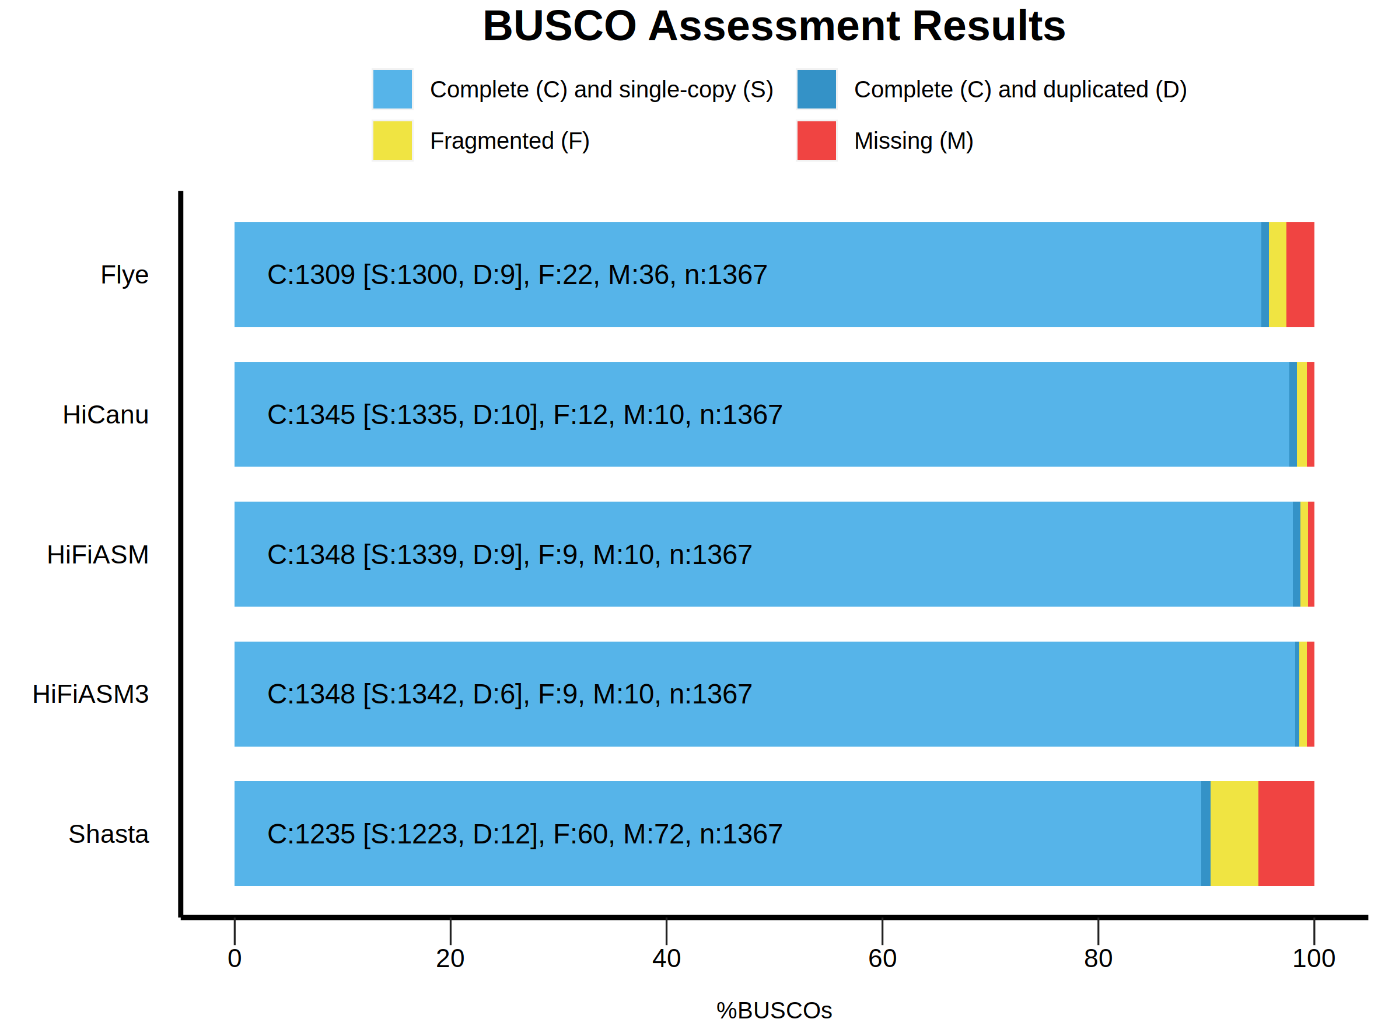 BUSCO Assessment Results
Complete (C) and single-copy (S)
Complete (C) and duplicated (D)
Fragmented (F)
Missing (M)
Flye
C:1309 [S:1300, D:9], F:22, M:36, n:1367
HiCanu
C:1345 [S:1335, D:10], F:12, M:10, n:1367
HiFiASM
C:1348 [S:1339, D:9], F:9, M:10, n:1367
HiFiASM3
C:1348 [S:1342, D:6], F:9, M:10, n:1367
Shasta
C:1235 [S:1223, D:12], F:60, M:72, n:1367
0 20 40 60 80 100
%BUSCOs